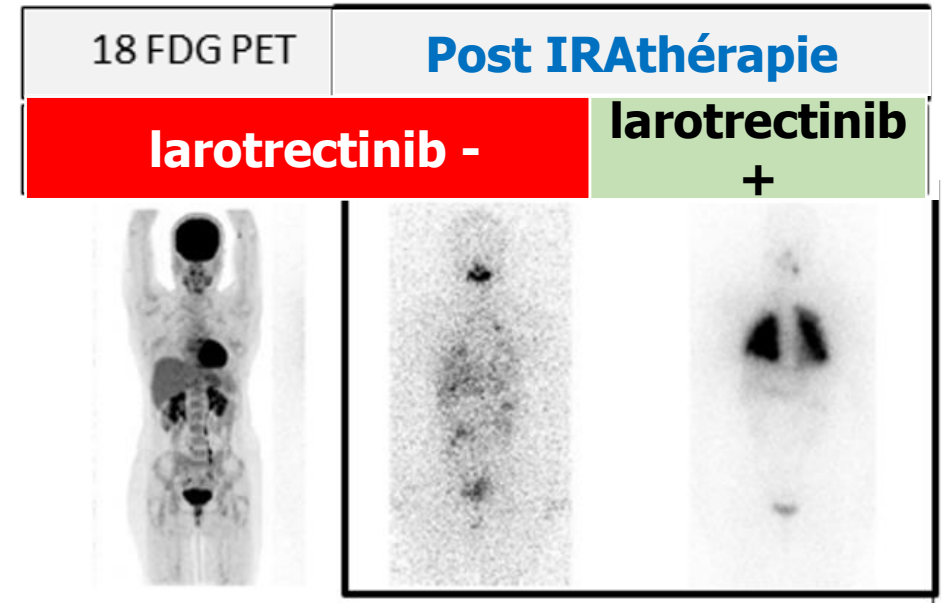 18 FDG PET
Post IRAthérapie
larotrectinib -
larotrectinib
+